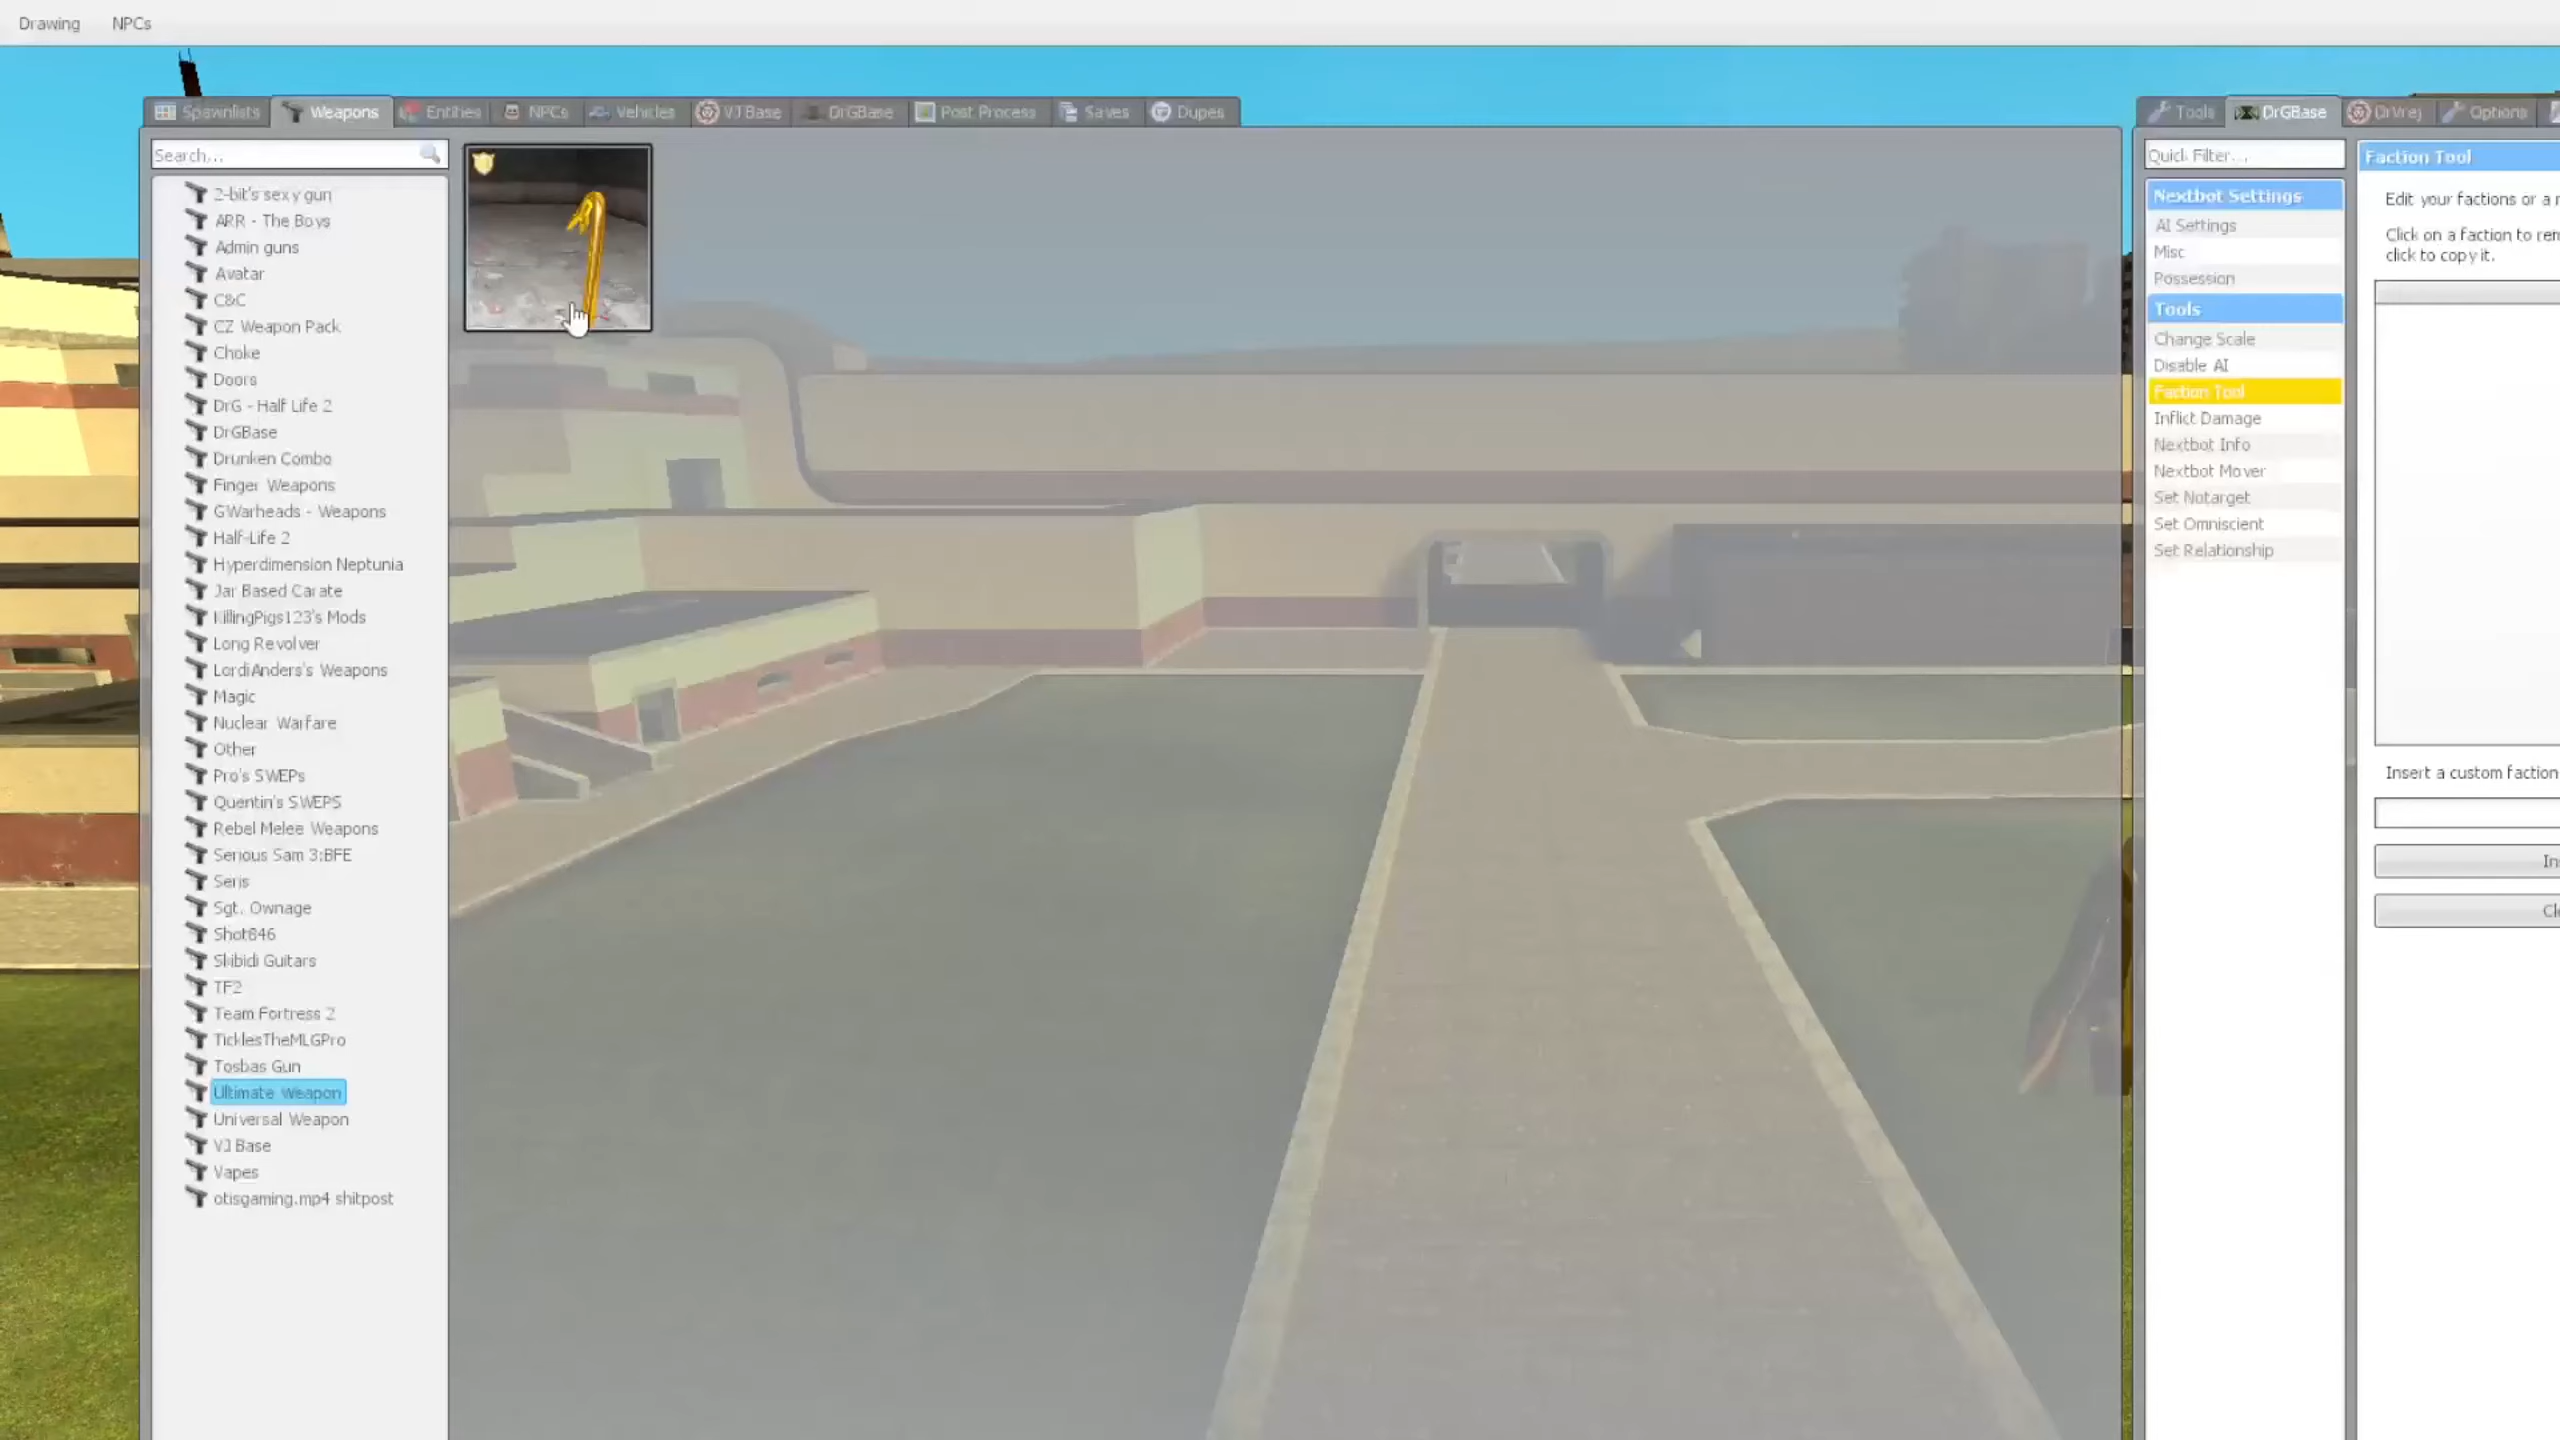 Drawing NPCs
Spawnlists Weapons Entities NPCs Vehicles VJBase DrGBase Post Process Saves Dupes
Search...
2-bit's sexy gun
ARR - The Boys
Admin guns
Avatar
C&C
CZ Weapon Pack
Choke
Doors
DrG - Half Life 2
DrGBase
Drunken Combo
Finger Weapons
GWarheads - Weapons
Half-Life 2
Hyperdimension Neptunia
Jar Based Carate
KillingPigs123's Mods
Long Revolver
LordiAnders's Weapons
Magic
Nuclear Warfare
Other
Pro's SWEPs
Quentin's SWEPS
Rebel Melee Weapons
Serious Sam 3:BFE
Seris
Sgt. Ownage
Shot846
Skibidi Guitars
TF2
Team Fortress 2
TicklesTheMLGPro
Tosbas Gun
Ultimate Weapon
Universal Weapon
VJ Base
Vapes
otisgaming.mp4 shitpost
Tools DrGBase DrVrej Options
Quick Filter...
Nextbot Settings
AI Settings
Misc
Possession
Tools
Change Scale
Disable AI
Faction Tool
Inflict Damage
Nextbot Info
Nextbot Mover
Set Notarget
Set Omniscient
Set Relationship
Faction Tool
Edit your factions or a
Click on a faction to
click to copy it.
Insert a custom faction